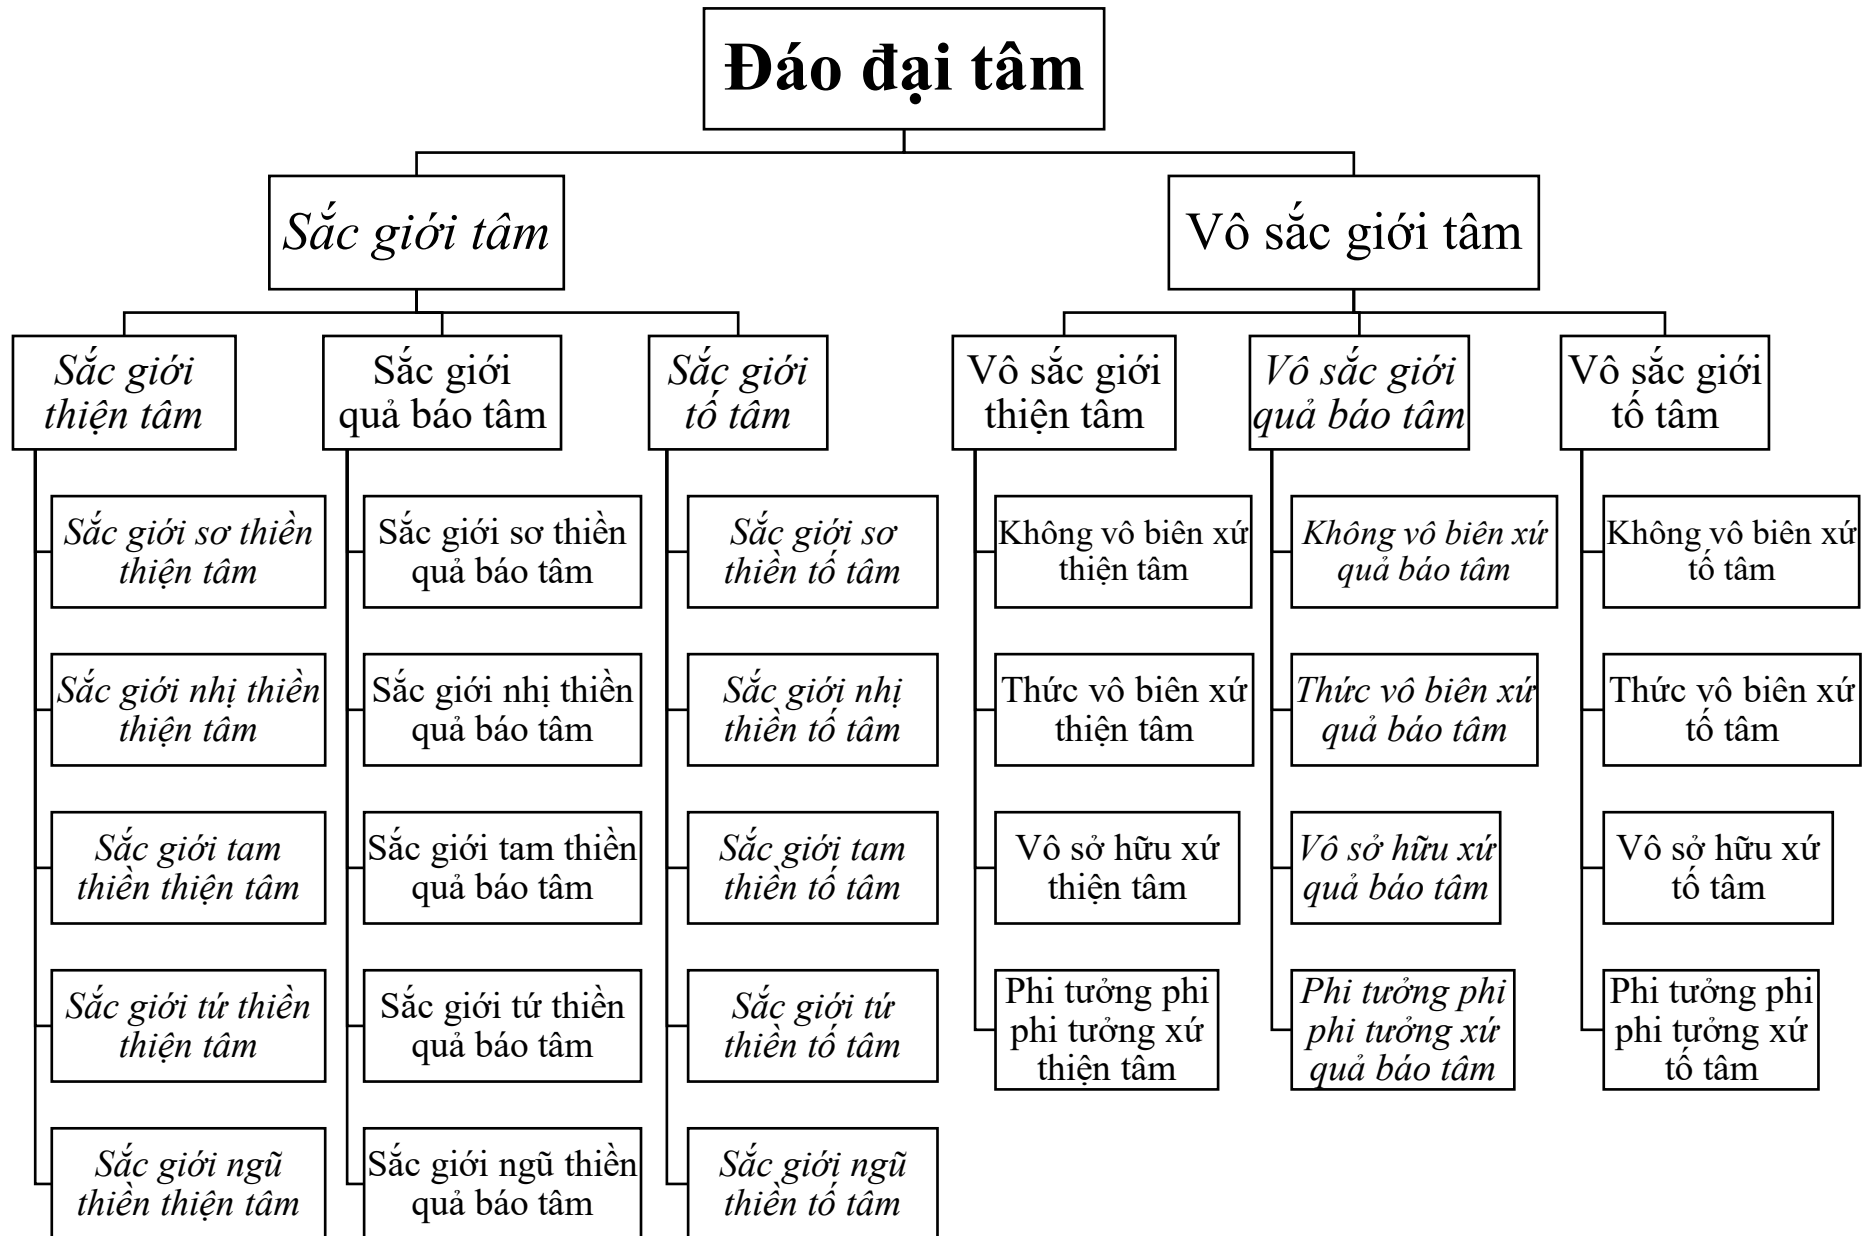 Đáo đại tâm
Sắc giới tâm
Vô sắc giới tâm
Sắc giới
thiện tâm
Sắc giới
quả báo tâm
Sắc giới
tố tâm
Vô sắc giới
thiện tâm
Vô sắc giới
quả báo tâm
Vô sắc giới
tố tâm
Sắc giới sơ thiền
thiện tâm
Sắc giới sơ thiền
quả báo tâm
Sắc giới sơ
thiền tố tâm
Không vô biên xứ
thiện tâm
Không vô biên xứ
quả báo tâm
Không vô biên xứ
tố tâm
Sắc giới nhị thiền
thiện tâm
Sắc giới nhị thiền
quả báo tâm
Sắc giới nhị
thiền tố tâm
Thức vô biên xứ
thiện tâm
Thức vô biên xứ
quả báo tâm
Thức vô biên xứ
tố tâm
Sắc giới tam
thiền thiện tâm
Sắc giới tam thiền
quả báo tâm
Sắc giới tam
thiền tố tâm
Vô sở hữu xứ
thiện tâm
Vô sở hữu xứ
quả báo tâm
Vô sở hữu xứ
tố tâm
Sắc giới tứ thiền
thiện tâm
Sắc giới tứ thiền
quả báo tâm
Sắc giới tứ
thiền tố tâm
Phi tưởng phi
phi tưởng xứ
thiện tâm
Phi tưởng phi
phi tưởng xứ
quả báo tâm
Phi tưởng phi
phi tưởng xứ
tố tâm
Sắc giới ngũ
thiền thiện tâm
Sắc giới ngũ thiền
quả báo tâm
Sắc giới ngũ
thiền tố tâm